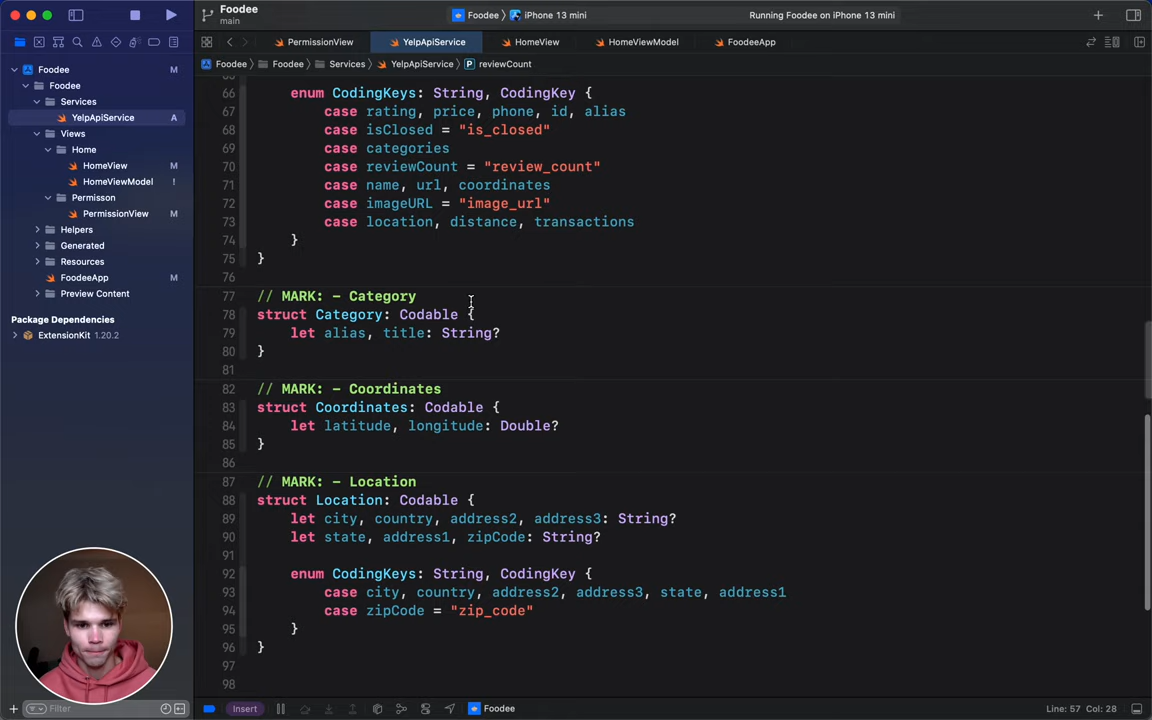 Foodee
main
Foodee
iPhone 13 mini
Running Foodee on iPhone 13 mini
PermissionView
YelpApiService
HomeView
HomeViewModel
FoodeeApp
Foodee
Foodee
Services
YelpApiService
P reviewCount
Foodee M
Foodee
Services
YelpApiService A
Views
Home
HomeView M
HomeViewModel !
Permisson
PermissionView M
Helpers
Generated
Resources
FoodeeApp M
Preview Content
Package Dependencies
ExtensionKit 1.20.2
66 enum CodingKeys: String, CodingKey {
67 case rating, price, phone, id, alias
68 case isClosed = "is_closed"
69 case categories
70 case reviewCount = "review_count"
71 case name, url, coordinates
72 case imageURL = "image_url"
73 case location, distance, transactions
74 }
75 }
76
77 // MARK: - Category
78 struct Category: Codable {
79 let alias, title: String?
80 }
81
82 // MARK: - Coordinates
83 struct Coordinates: Codable {
84 let latitude, longitude: Double?
85 }
86
87 // MARK: - Location
88 struct Location: Codable {
89 let city, country, address2, address3: String?
90 let state, address1, zipCode: String?
91
92 enum CodingKeys: String, CodingKey {
93 case city, country, address2, address3, state, address1
94 case zipCode = "zip_code"
95 }
96 }
97
98
Filter
Insert
Foodee
Line: 57 Col: 28